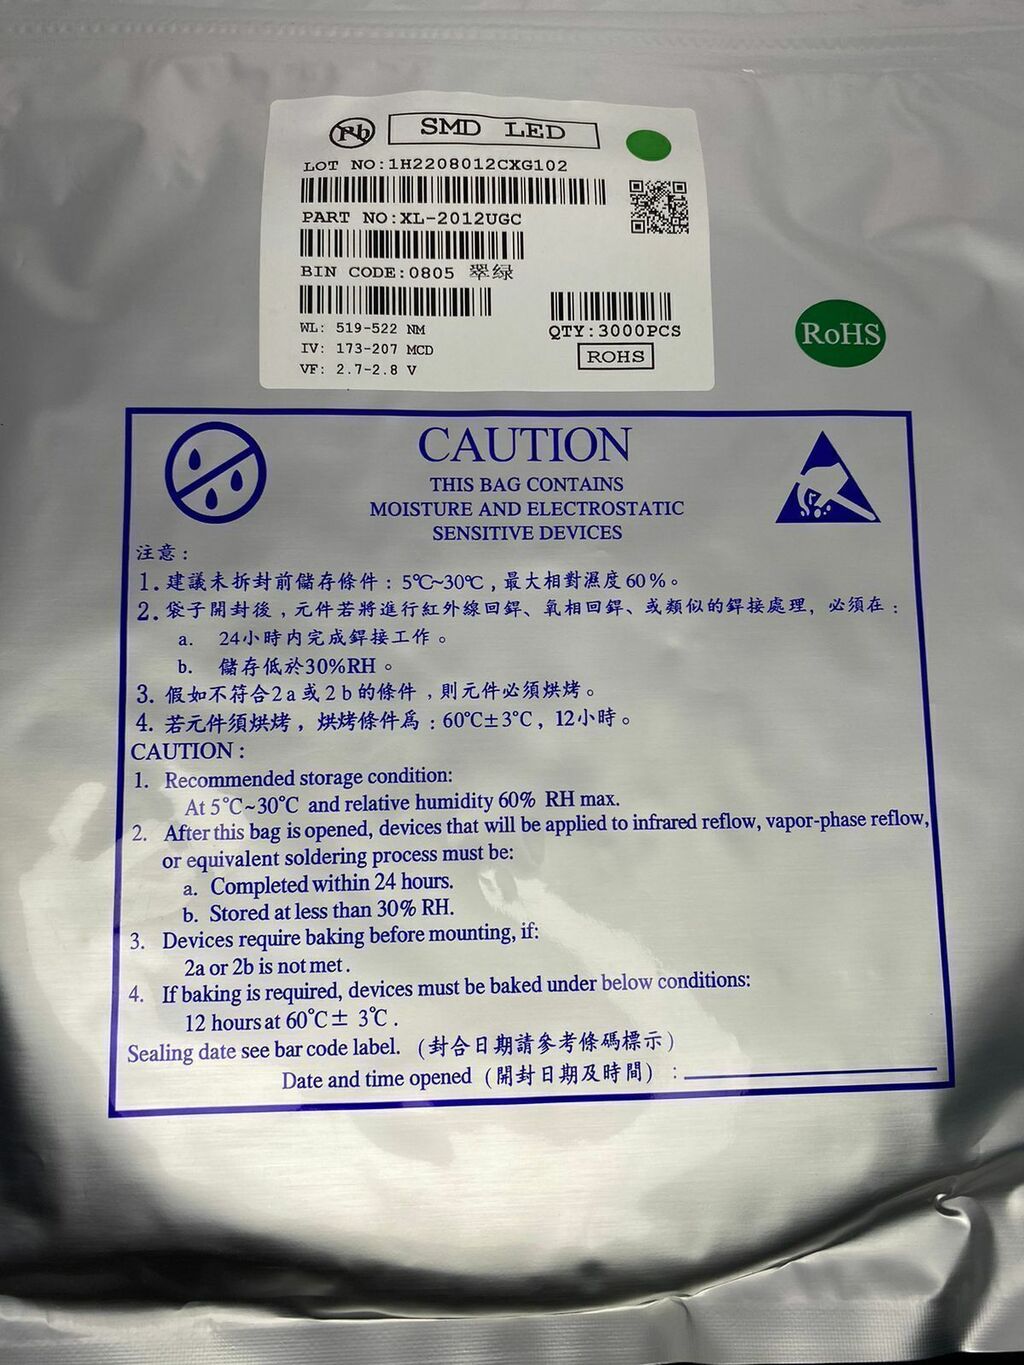 Pb
SMD LED
LOT NO:1H2208012CXG102
PART NO:XL-2012UGC
BIN CODE:0805 翠绿
WL: 519-522 NM
IV: 173-207 MCD
VF: 2.7-2.8 V
QTY:3000PCS
ROHS
RoHS
CAUTION
THIS BAG CONTAINS
MOISTURE AND ELECTROSTATIC
SENSITIVE DEVICES
注意：
1. 建議未拆封前儲存條件：5℃~30℃，最大相對濕度60%。
2. 袋子開封後，元件若將進行紅外線回銲、氧相回銲、或類似的銲接處理，必須在：
a. 24小時内完成銲接工作。
b. 儲存低於30%RH。
3. 假如不符合2a或2b的條件，則元件必須烘烤。
4. 若元件須烘烤，烘烤條件爲：60℃±3℃，12小時。
CAUTION:
1. Recommended storage condition:
At 5℃~30℃ and relative humidity 60% RH max.
2. After this bag is opened, devices that will be applied to infrared reflow, vapor-phase reflow,
or equivalent soldering process must be:
a. Completed within 24 hours.
b. Stored at less than 30% RH.
3. Devices require baking before mounting, if:
2a or 2b is not met.
4. If baking is required, devices must be baked under below conditions:
12 hours at 60℃± 3℃.
Sealing date see bar code label. (封合日期請參考條碼標示)
Date and time opened (開封日期及時間) :